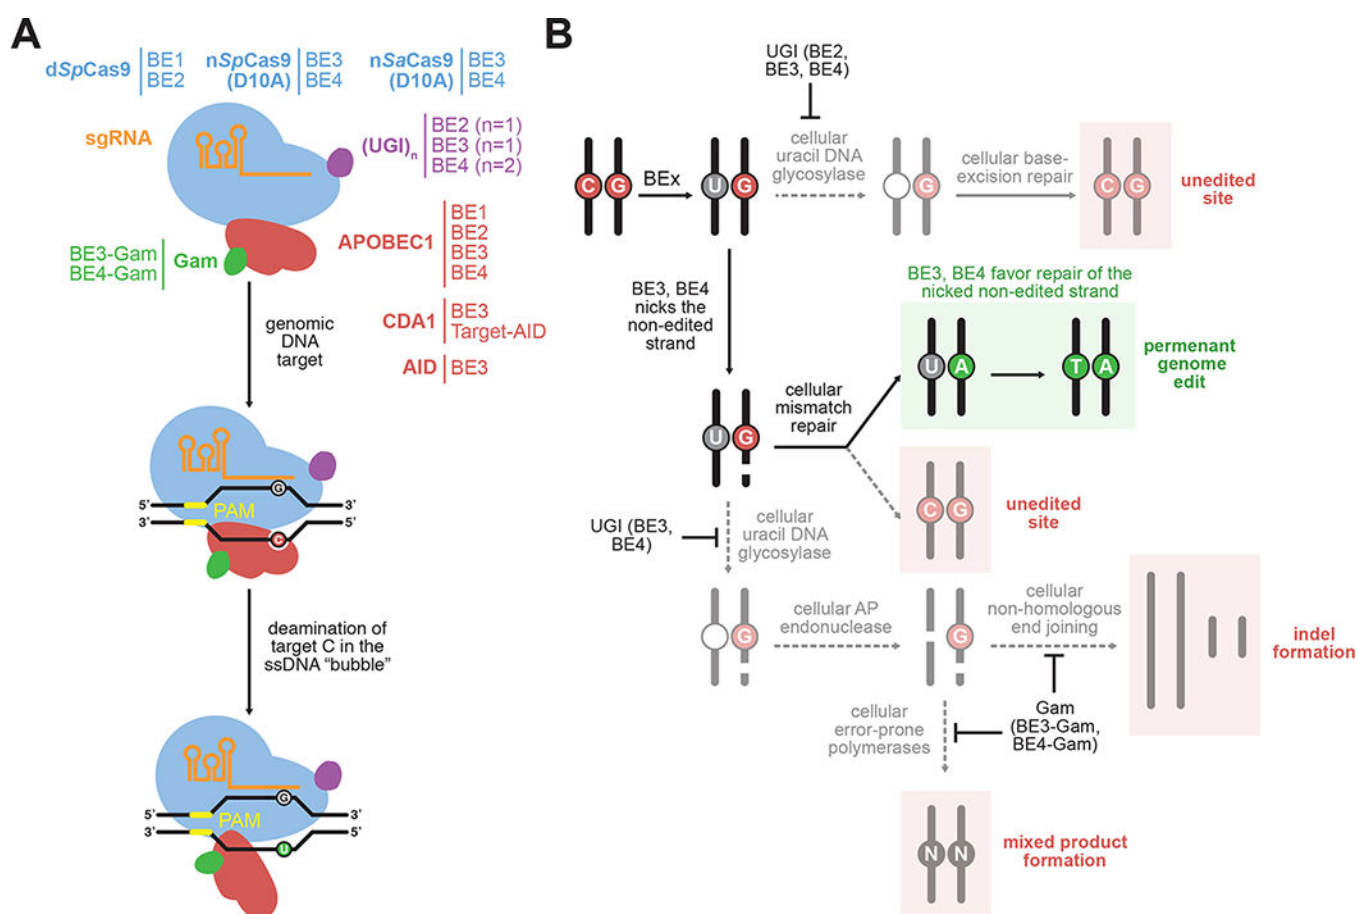 A
dSpCas9
BE1
BE2
nSpCas9
(D10A)
BE3
BE4
nSaCas9
(D10A)
BE3
BE4
sgRNA
(UGI)n
BE2 (n=1)
BE3 (n=1)
BE4 (n=2)
APOBEC1
BE1
BE2
BE3
BE4
BE3-Gam
BE4-Gam
Gam
CDA1
BE3
Target-AID
AID
BE3
genomic
DNA
target
G
5'
3'
PAM
3'
5'
C
deamination of
target C in the
ssDNA “bubble”
G
5'
3'
PAM
3'
5'
U
B
UGI (BE2,
BE3, BE4)
C G
BEx
U G
cellular
uracil DNA
glycosylase
G
cellular base-
excision repair
C G
unedited
site
BE3, BE4
nicks the
non-edited
strand
BE3, BE4 favor repair of the
nicked non-edited strand
U A
T A
permenant
genome
edit
U G
cellular
mismatch
repair
C G
unedited
site
UGI (BE3,
BE4)
cellular
uracil DNA
glycosylase
G
cellular AP
endonuclease
G
cellular
non-homologous
end joining
indel
formation
Gam
(BE3-Gam,
BE4-Gam)
cellular
error-prone
polymerases
N N
mixed product
formation